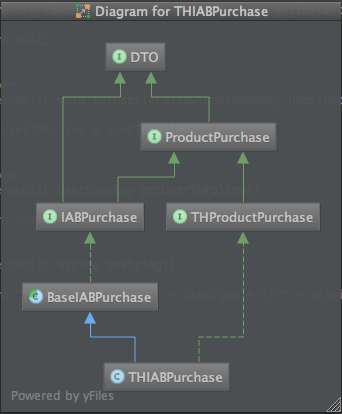 Diagram for THIABPurchase
DTO
ProductPurchase
IABPurchase
THProductPurchase
BaseIABPurchase
THIABPurchase
Powered by yFiles